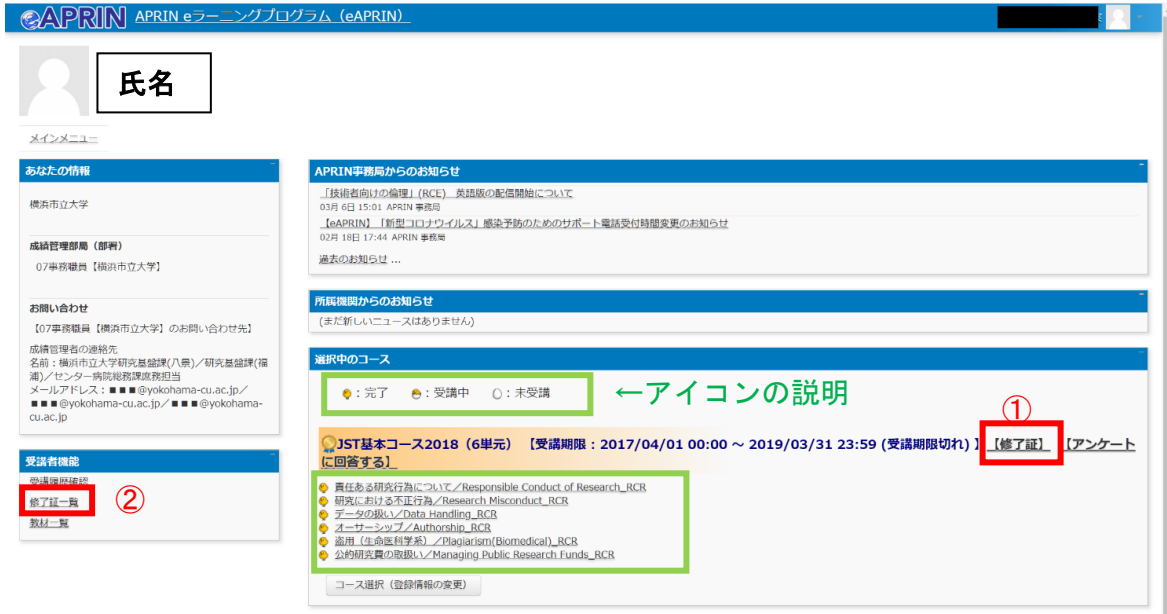 eAPRIN APRIN eラーニングプログラム（eAPRIN）
氏名
メインメニュー
あなたの情報
横浜市立大学
成績管理部局（部署）
07事務職員【横浜市立大学】
お問い合わせ
【07事務職員【横浜市立大学】のお問い合わせ先】
成績管理者の連絡先
名前：横浜市立大学研究基盤課(八景)／研究基盤課(福
浦)／センター病院総務課庶務担当
メールアドレス：■■■@yokohama-cu.ac.jp／
■■■@yokohama-cu.ac.jp／■■■@yokohama-
cu.ac.jp
受講者機能
受講履歴確認
修了証一覧 ②
教材一覧
APRIN事務局からのお知らせ
「技術者向けの倫理」(RCE) 英語版の配信開始について
03月 6日 15:01 APRIN 事務局
【eAPRIN】「新型コロナウイルス」感染予防のためのサポート電話受付時間変更のお知らせ
02月 18日 17:44 APRIN 事務局
過去のお知らせ ...
所属機関からのお知らせ
(まだ新しいニュースはありません)
選択中のコース
：完了 ：受講中 ：未受講 ←アイコンの説明
①
JST基本コース2018（6単元）【受講期限：2017/04/01 00:00 ～ 2019/03/31 23:59 (受講期限切れ) 】【修了証】 【アンケート
に回答する】
責任ある研究行為について／Responsible Conduct of Research_RCR
研究における不正行為／Research Misconduct_RCR
データの扱い／Data Handling_RCR
オーサーシップ／Authorship_RCR
盗用（生命医科学系）／Plagiarism(Biomedical)_RCR
公的研究費の取扱い／Managing Public Research Funds_RCR
コース選択（登録情報の変更）